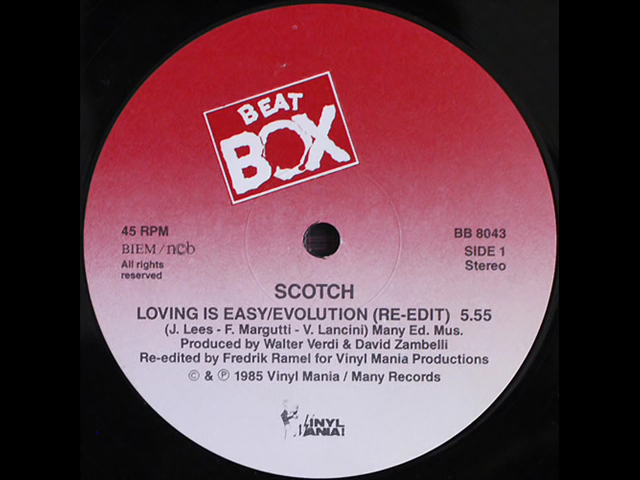 BEAT
BOX
45 RPM
BIEM/ncb
All rights
reserved
BB 8043
SIDE 1
Stereo
SCOTCH
LOVING IS EASY/EVOLUTION (RE-EDIT) 5.55
(J. Lees - F. Margutti - V. Lancini) Many Ed. Mus.
Produced by Walter Verdi & David Zambelli
Re-edited by Fredrik Ramel for Vinyl Mania Productions
© & ℗ 1985 Vinyl Mania / Many Records
VINYL
MANIA!